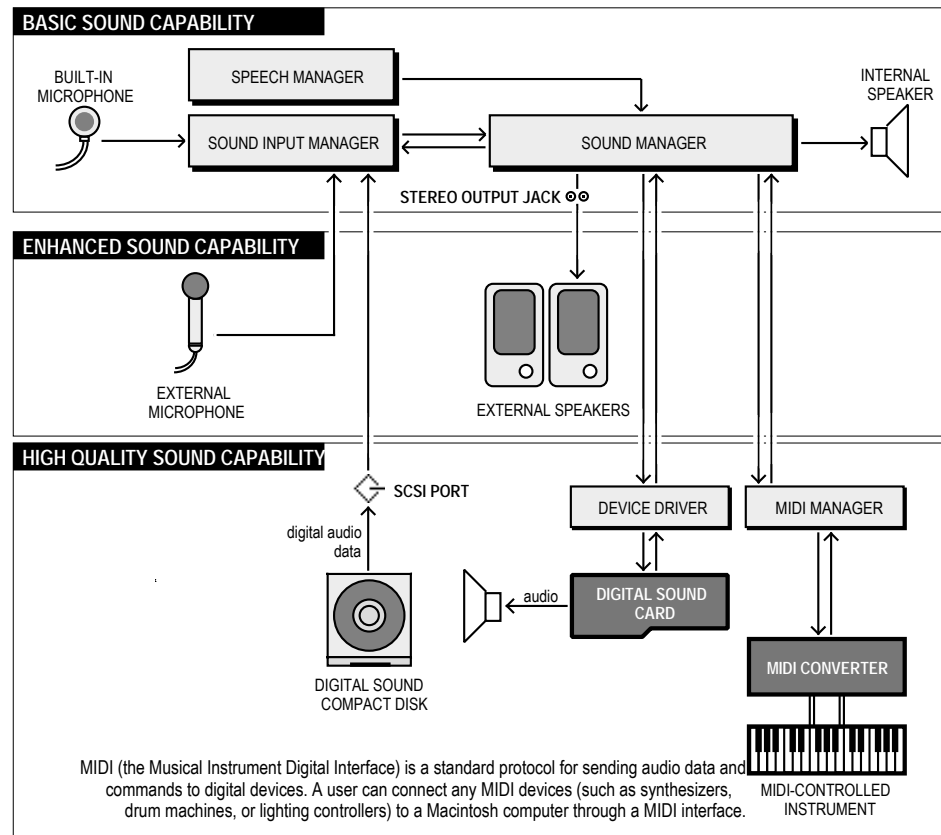 BASIC SOUND CAPABILITY
BUILT-IN
MICROPHONE
SPEECH MANAGER
INTERNAL
SPEAKER
SOUND INPUT MANAGER
SOUND MANAGER
STEREO OUTPUT JACK
ENHANCED SOUND CAPABILITY
EXTERNAL
MICROPHONE
EXTERNAL SPEAKERS
HIGH QUALITY SOUND CAPABILITY
SCSI PORT
digital audio
data
DEVICE DRIVER
MIDI MANAGER
audio
DIGITAL SOUND
CARD
MIDI CONVERTER
DIGITAL SOUND
COMPACT DISK
MIDI-CONTROLLED
INSTRUMENT
MIDI (the Musical Instrument Digital Interface) is a standard protocol for sending audio data and
commands to digital devices. A user can connect any MIDI devices (such as synthesizers,
drum machines, or lighting controllers) to a Macintosh computer through a MIDI interface.